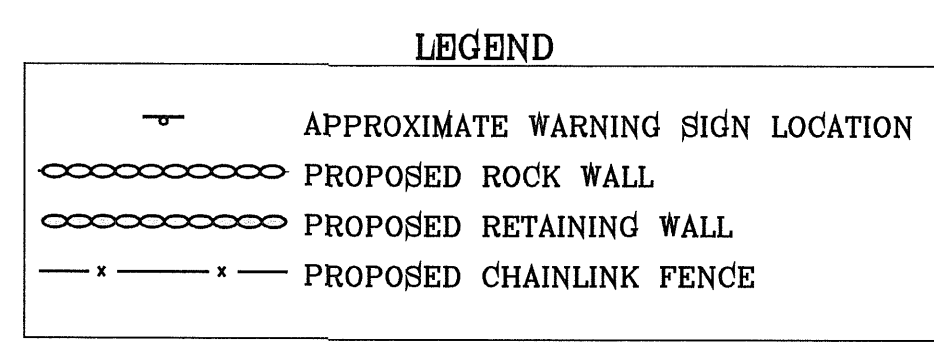 LEGEND
APPROXIMATE WARNING SIGN LOCATION
PROPOSED ROCK WALL
PROPOSED RETAINING WALL
x x PROPOSED CHAINLINK FENCE